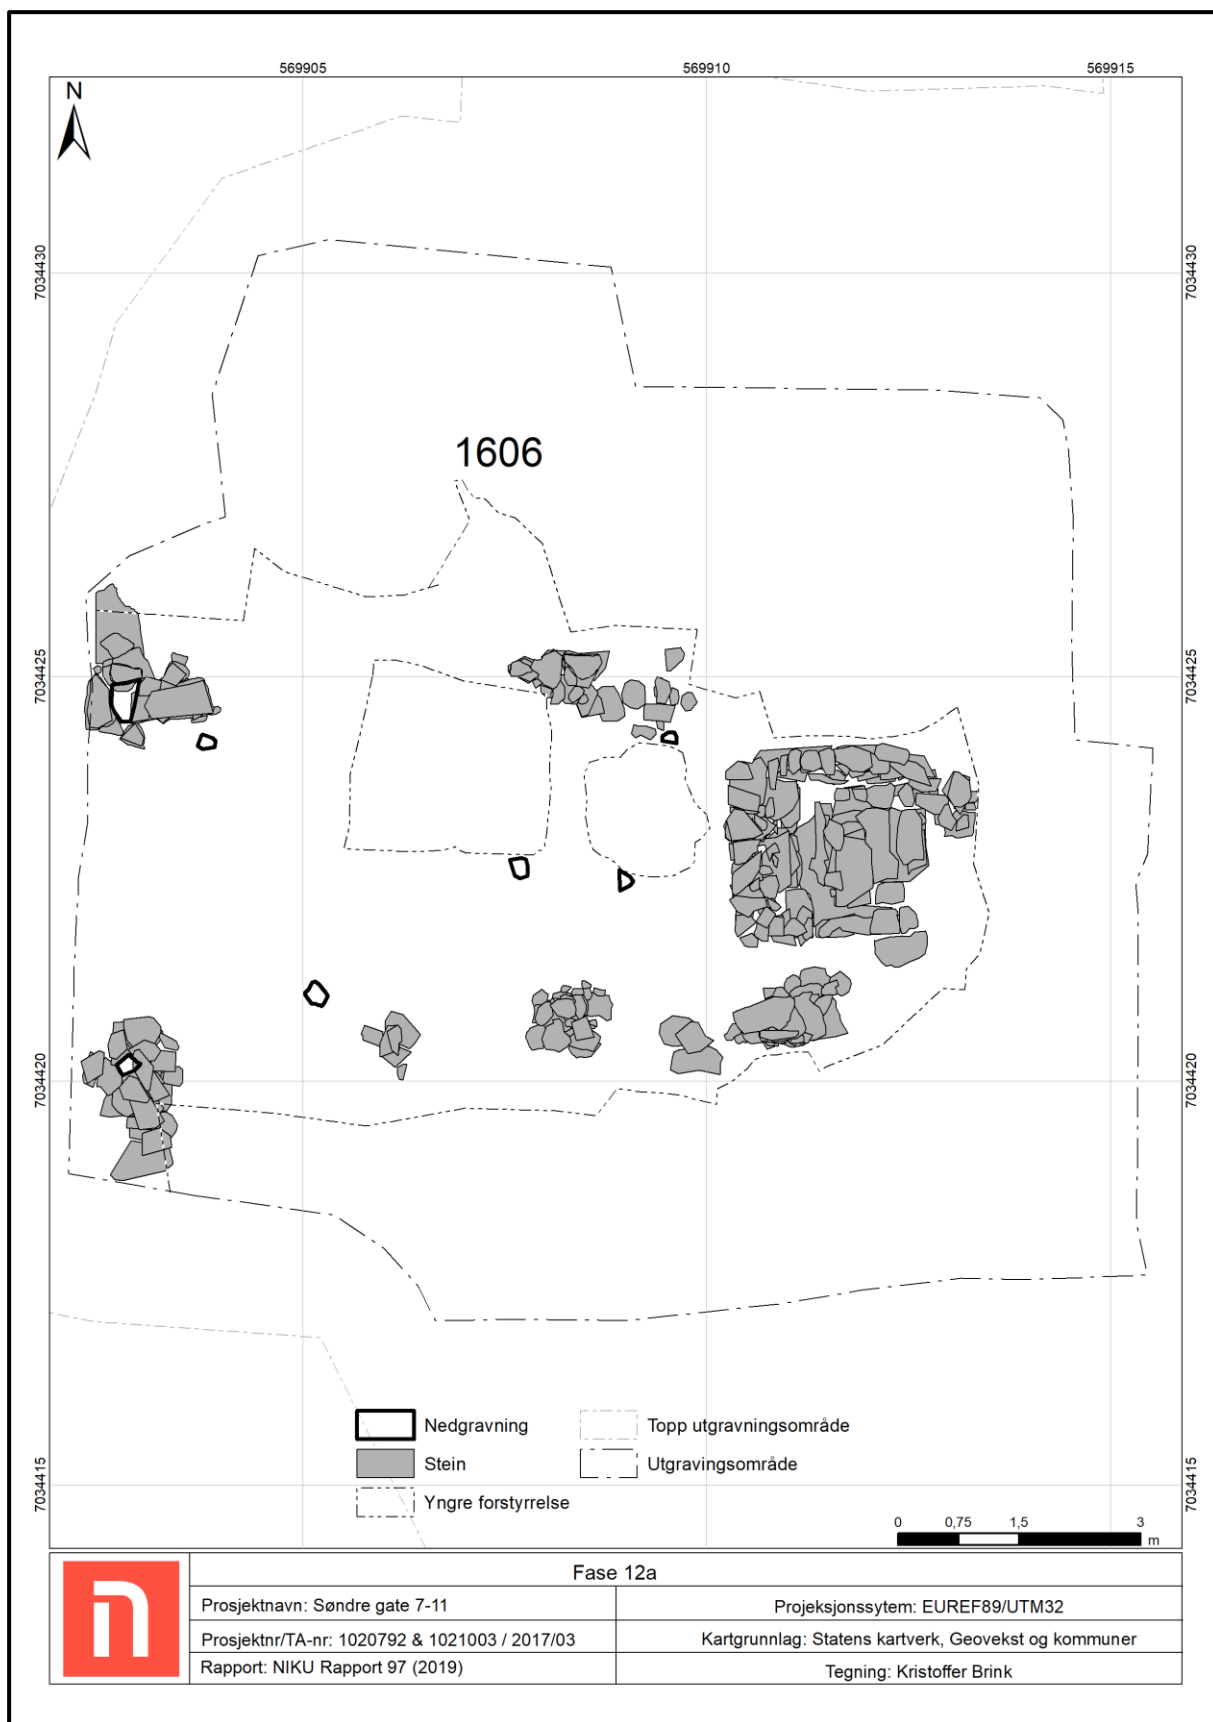 569905
569910
569915
N
7034430
7034430
1606
7034425
7034425
7034420
7034420
Nedgravning
Topp utgravningsområde
Stein
Utgravingsområde
Yngre forstyrrelse
7034415
7034415
0 0,75 1,5 3
m
Fase 12a
Prosjektnavn: Søndre gate 7-11
Projeksjonssytem: EUREF89/UTM32
Prosjektnr/TA-nr: 1020792 & 1021003 / 2017/03
Kartgrunnlag: Statens kartverk, Geovekst og kommuner
Rapport: NIKU Rapport 97 (2019)
Tegning: Kristoffer Brink